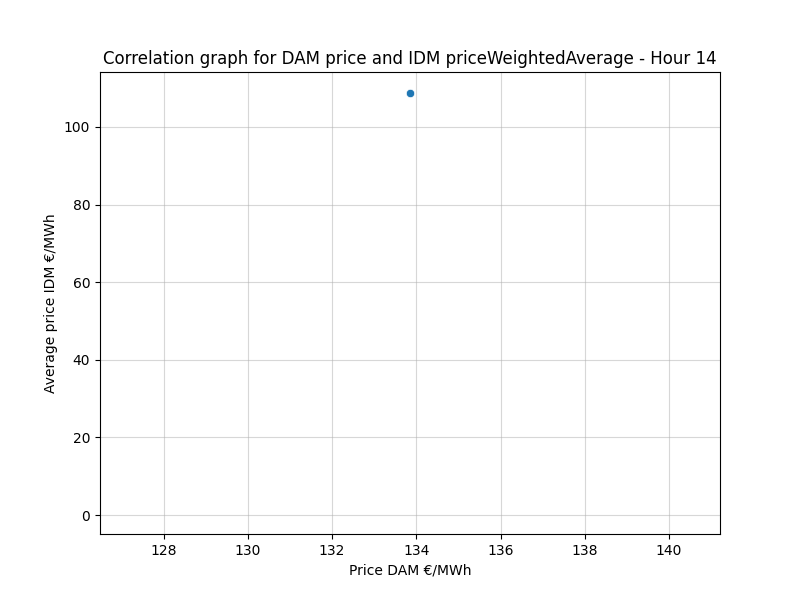 Correlation graph for DAM price and IDM priceWeightedAverage - Hour 14
100
80
60
40
20
0
Average price IDM €/MWh
128 130 132 134 136 138 140
Price DAM €/MWh